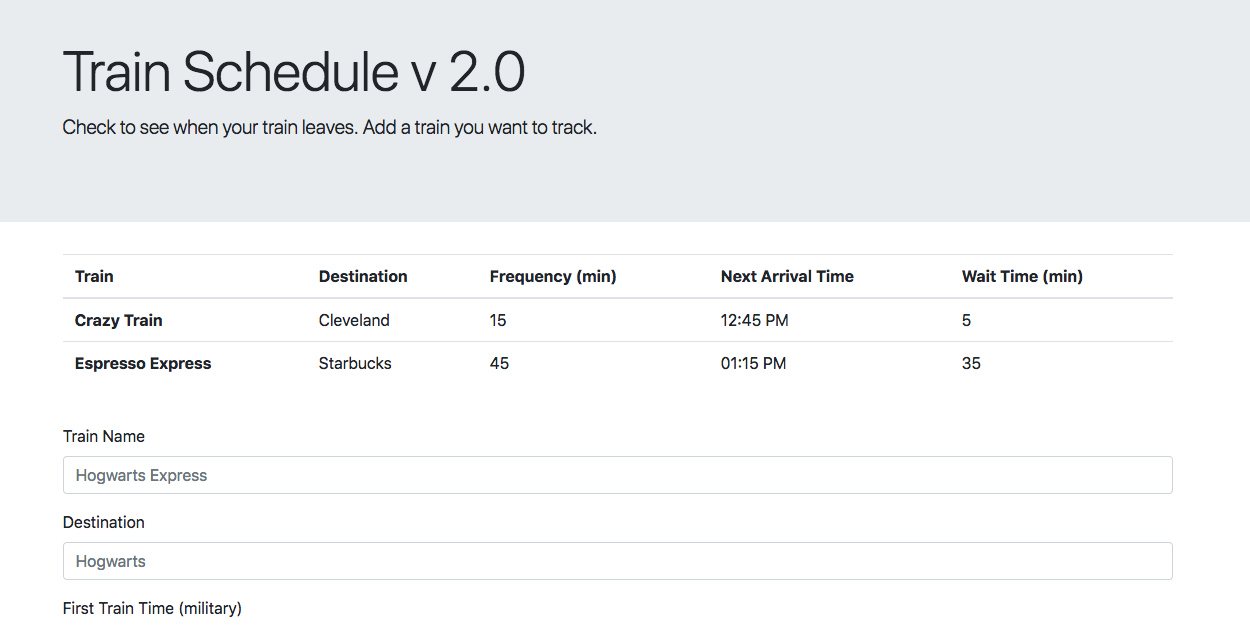 Train Schedule v 2.0
Check to see when your train leaves. Add a train you want to track.
Train Destination Frequency (min) Next Arrival Time Wait Time (min)
Crazy Train Cleveland 15 12:45 PM 5
Espresso Express Starbucks 45 01:15 PM 35
Train Name
Hogwarts Express
Destination
Hogwarts
First Train Time (military)